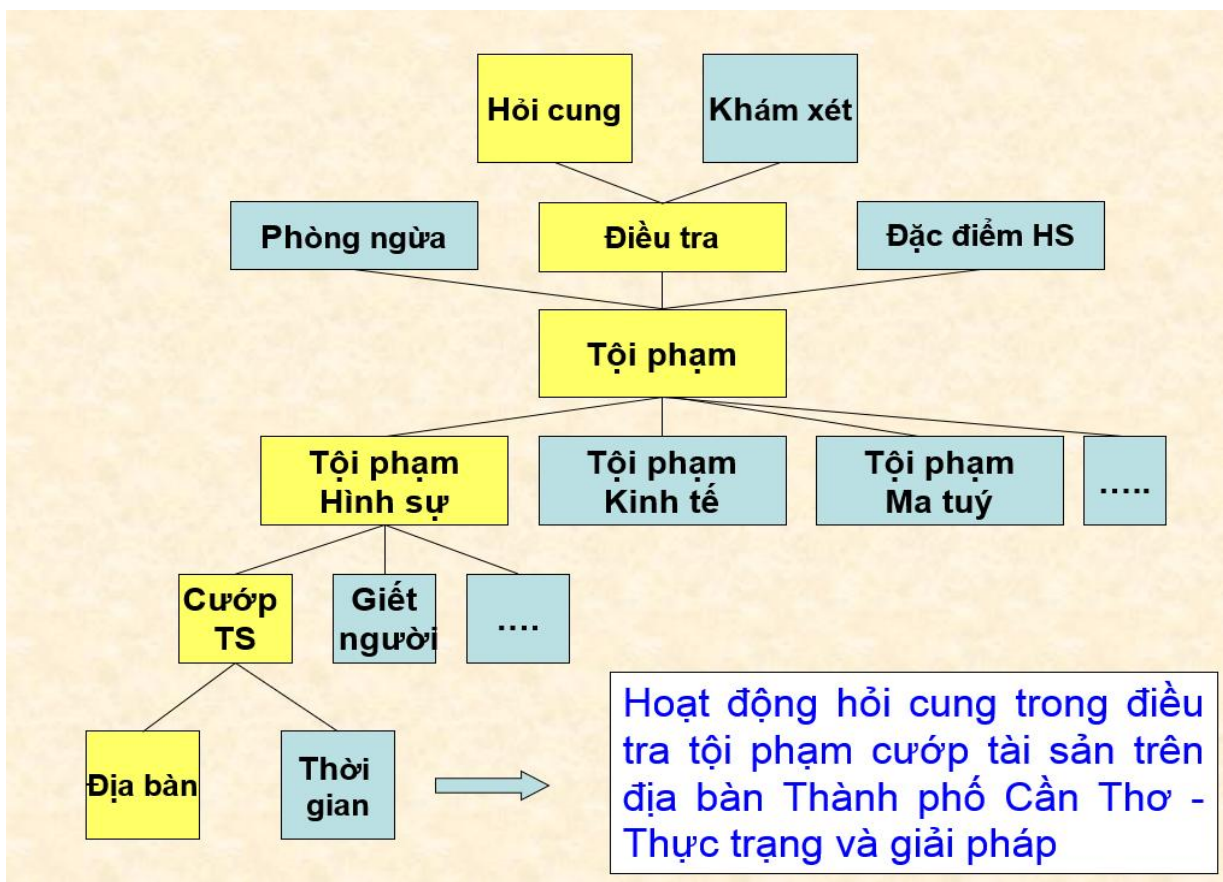 Hỏi cung
Khám xét
Phòng ngừa
Điều tra
Đặc điểm HS
Tội phạm
Tội phạm
Hình sự
Tội phạm
Kinh tế
Tội phạm
Ma tuý
.....
Cướp
TS
Giết
người
....
Địa bàn
Thời
gian
Hoạt động hỏi cung trong điều
tra tội phạm cướp tài sản trên
địa bàn Thành phố Cần Thơ -
Thực trạng và giải pháp